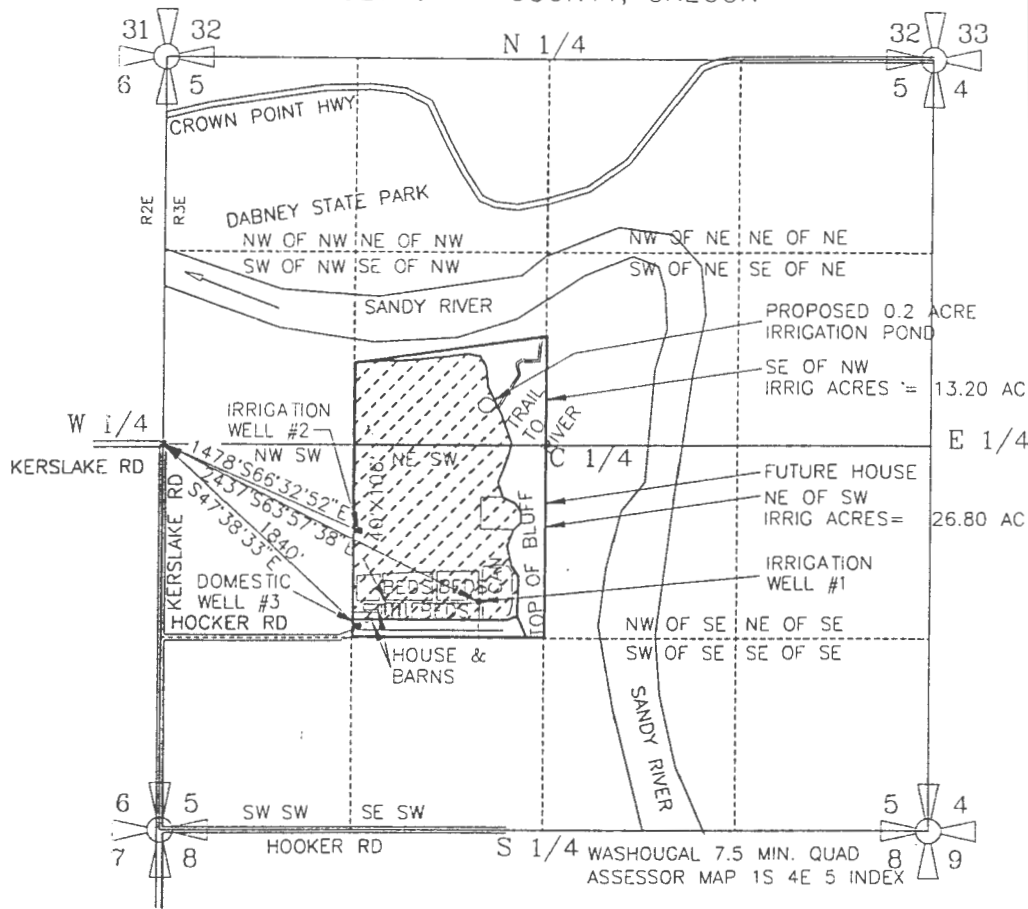 COUNTY, OREGON
31 32
6 5
N 1/4
32 33
5 4
CROWN POINT HWY
R2E
R3E
DABNEY STATE PARK
NW OF NW NE OF NW
SW OF NW SE OF NW
NW OF NE NE OF NE
SW OF NE SE OF NE
SANDY RIVER
PROPOSED 0.2 ACRE
IRRIGATION POND
SE OF NW
IRRIG ACRES = 13.20 AC
TRAIL
TO
RIVER
IRRIGATION
WELL #2
W 1/4
KERSLAKE RD
NW SW
NE SW
C 1/4
E 1/4
1478'S66'32'52"E
2437'S63'57'38"E
1840'
S47'38'33"E
40 X106
FUTURE HOUSE
NE OF SW
IRRIG ACRES= 26.80 AC
KERSLAKE RD
TOP OF BLUFF
IRRIGATION
WELL #1
DOMESTIC
WELL #3
HOCKER RD
BEDS BEDS
HOUSE &
BARNS
NW OF SE NE OF SE
SW OF SE SE OF SE
SANDY RIVER
6 5
7 8
SW SW SE SW
HOOKER RD
S 1/4
WASHOUGAL 7.5 MIN. QUAD
ASSESSOR MAP 1S 4E 5 INDEX
5 4
8 9